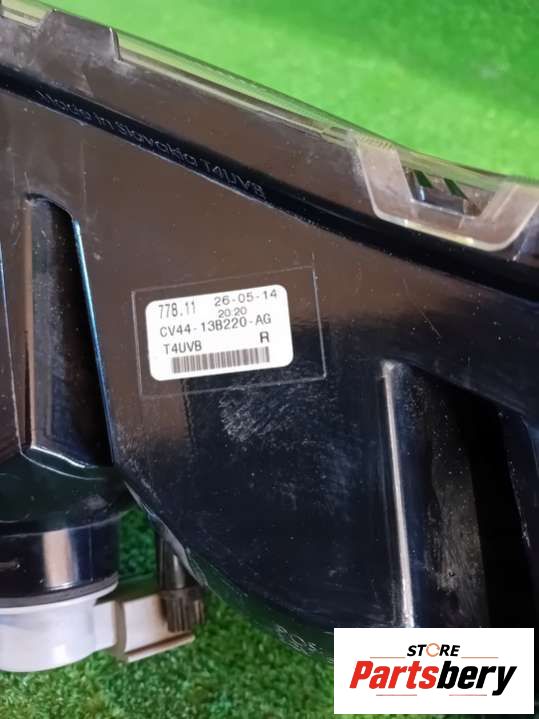 Made in Slovakia T4UVB
778.11 26-05-14
20:20
CV44-13B220-AG
T4UVB R
STORE
Partsbery